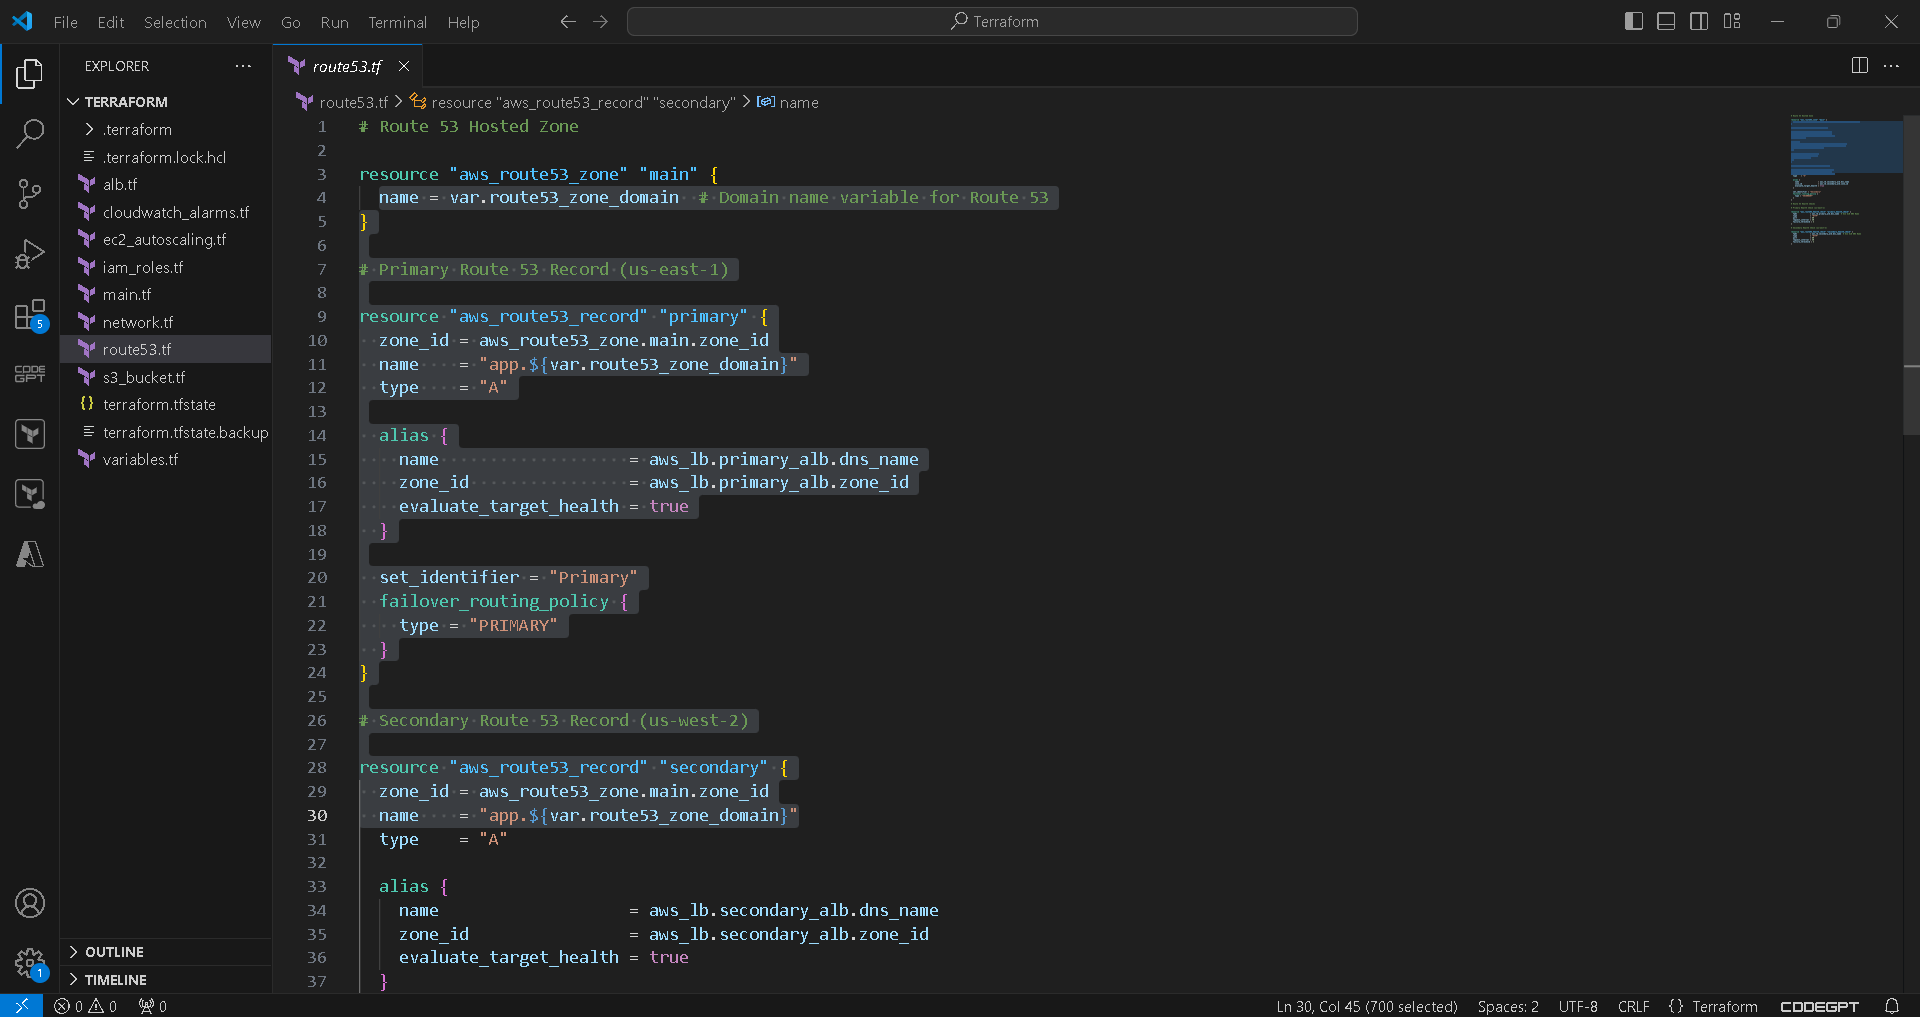 File Edit Selection View Go Run Terminal Help
Terraform
EXPLORER
TERRAFORM
.terraform
.terraform.lock.hcl
alb.tf
cloudwatch_alarms.tf
ec2_autoscaling.tf
iam_roles.tf
main.tf
network.tf
route53.tf
s3_bucket.tf
terraform.tfstate
terraform.tfstate.backup
variables.tf
OUTLINE
TIMELINE
5
CODE
GPT
1
route53.tf
route53.tf > resource "aws_route53_record" "secondary" > name
1 # Route 53 Hosted Zone
2
3 resource "aws_route53_zone" "main" {
4 name = var.route53_zone_domain # Domain name variable for Route 53
5 }
6
7 # Primary Route 53 Record (us-east-1)
8
9 resource "aws_route53_record" "primary" {
10 zone_id = aws_route53_zone.main.zone_id
11 name = "app.${var.route53_zone_domain}"
12 type = "A"
13
14 alias {
15 name = aws_lb.primary_alb.dns_name
16 zone_id = aws_lb.primary_alb.zone_id
17 evaluate_target_health = true
18 }
19
20 set_identifier = "Primary"
21 failover_routing_policy {
22 type = "PRIMARY"
23 }
24 }
25
26 # Secondary Route 53 Record (us-west-2)
27
28 resource "aws_route53_record" "secondary" {
29 zone_id = aws_route53_zone.main.zone_id
30 name = "app.${var.route53_zone_domain}"
31 type = "A"
32
33 alias {
34 name = aws_lb.secondary_alb.dns_name
35 zone_id = aws_lb.secondary_alb.zone_id
36 evaluate_target_health = true
37 }
0 0 0
Ln 30, Col 45 (700 selected) Spaces: 2 UTF-8 CRLF {} Terraform CODEGPT